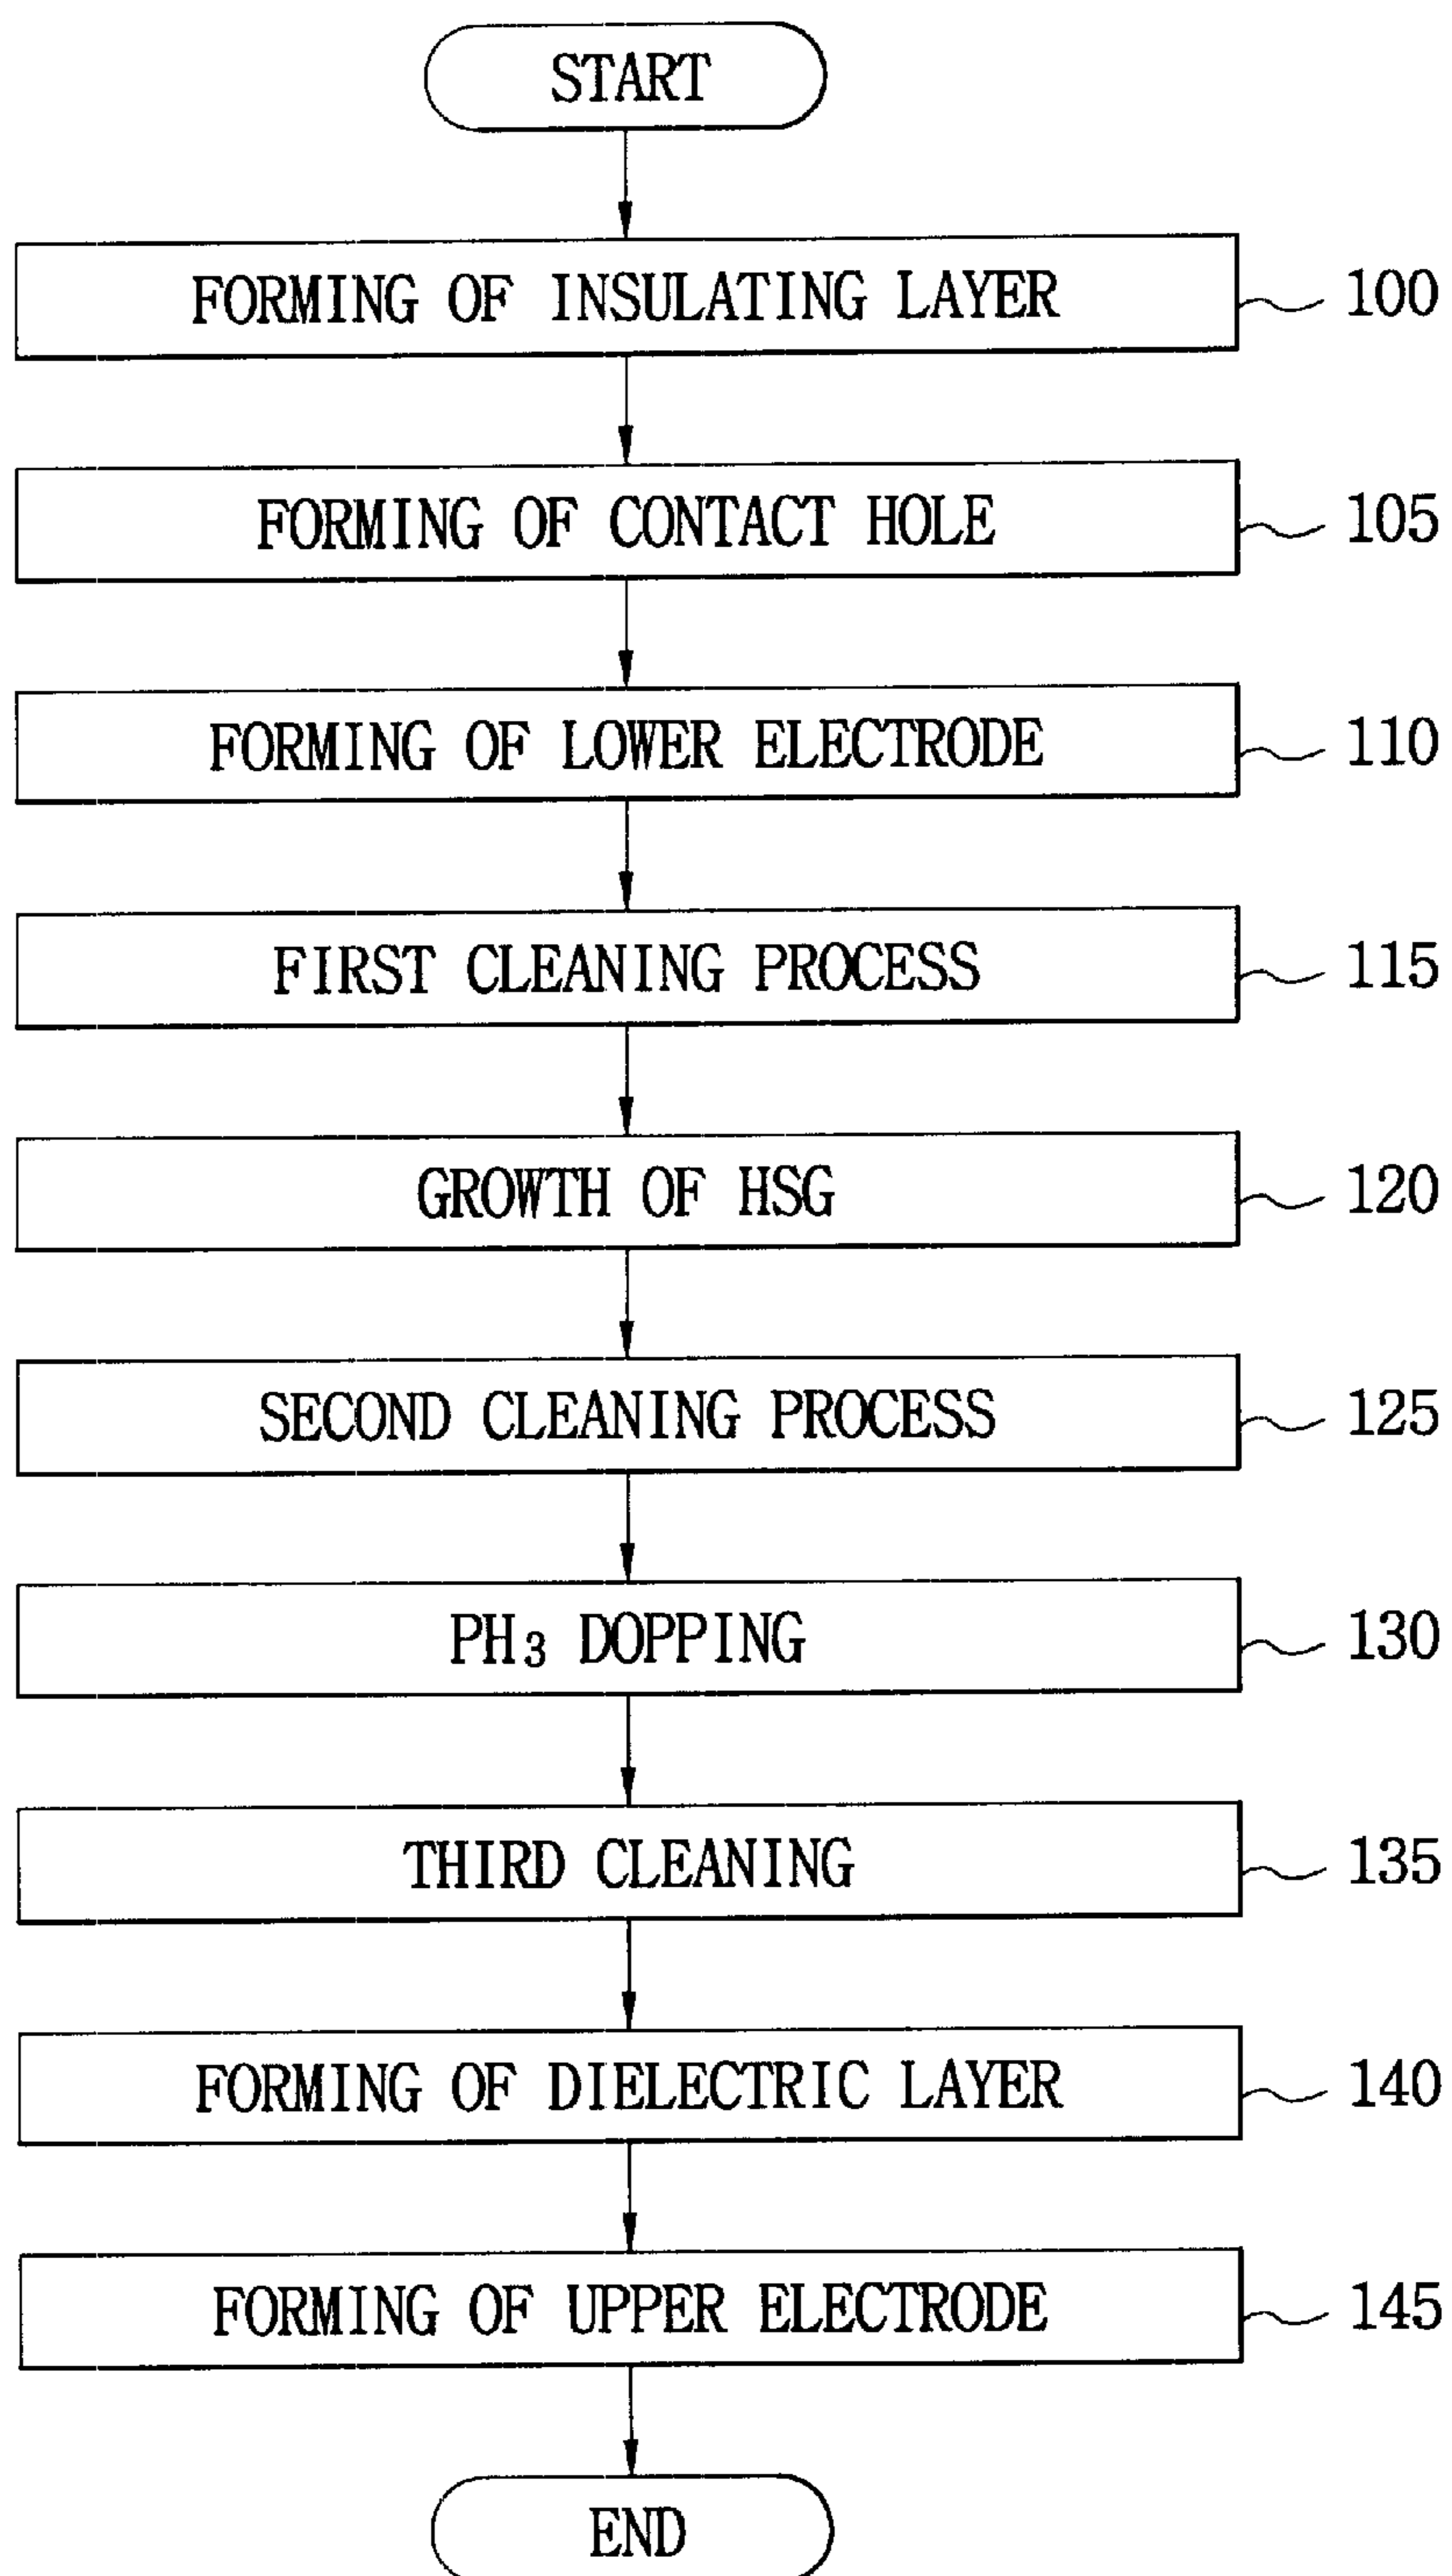 START
FORMING OF INSULATING LAYER 100
FORMING OF CONTACT HOLE 105
FORMING OF LOWER ELECTRODE 110
FIRST CLEANING PROCESS 115
GROWTH OF HSG 120
SECOND CLEANING PROCESS 125
PH₃ DOPPING 130
THIRD CLEANING 135
FORMING OF DIELECTRIC LAYER 140
FORMING OF UPPER ELECTRODE 145
END